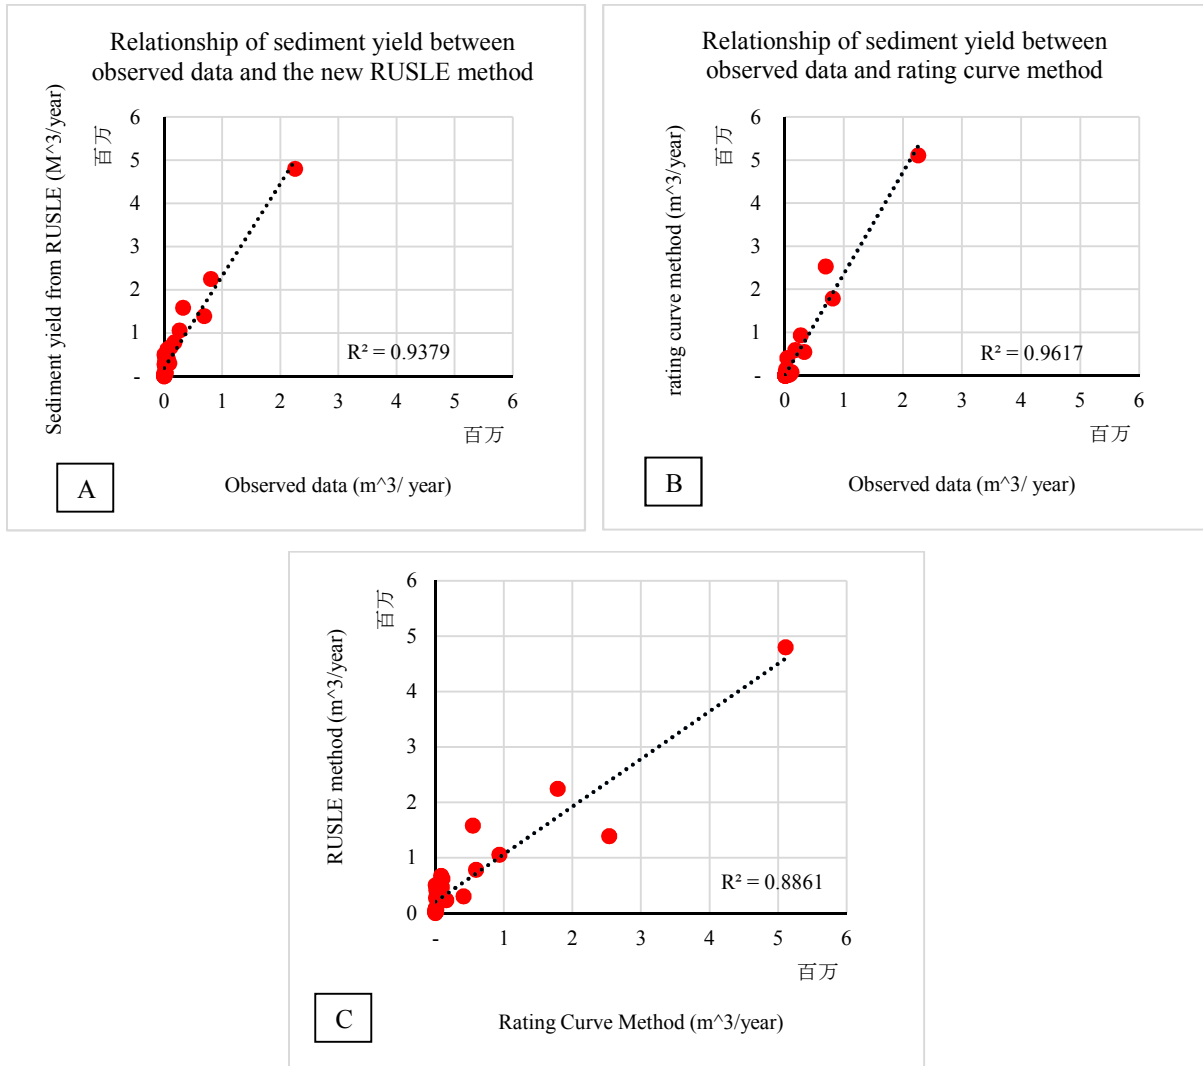 Relationship of sediment yield between
observed data and the new RUSLE method
Sediment yield from RUSLE (M^3/year)
百万
6
5
4
3
2
1
-
R² = 0.9379
0 1 2 3 4 5 6
百万
A
Observed data (m^3/ year)
Relationship of sediment yield between
observed data and rating curve method
rating curve method (m^3/year)
百万
6
5
4
3
2
1
-
R² = 0.9617
0 1 2 3 4 5 6
百万
B
Observed data (m^3/ year)
RUSLE method (m^3/year)
百万
6
5
4
3
2
1
0
R² = 0.8861
- 1 2 3 4 5 6
百万
C
Rating Curve Method (m^3/year)